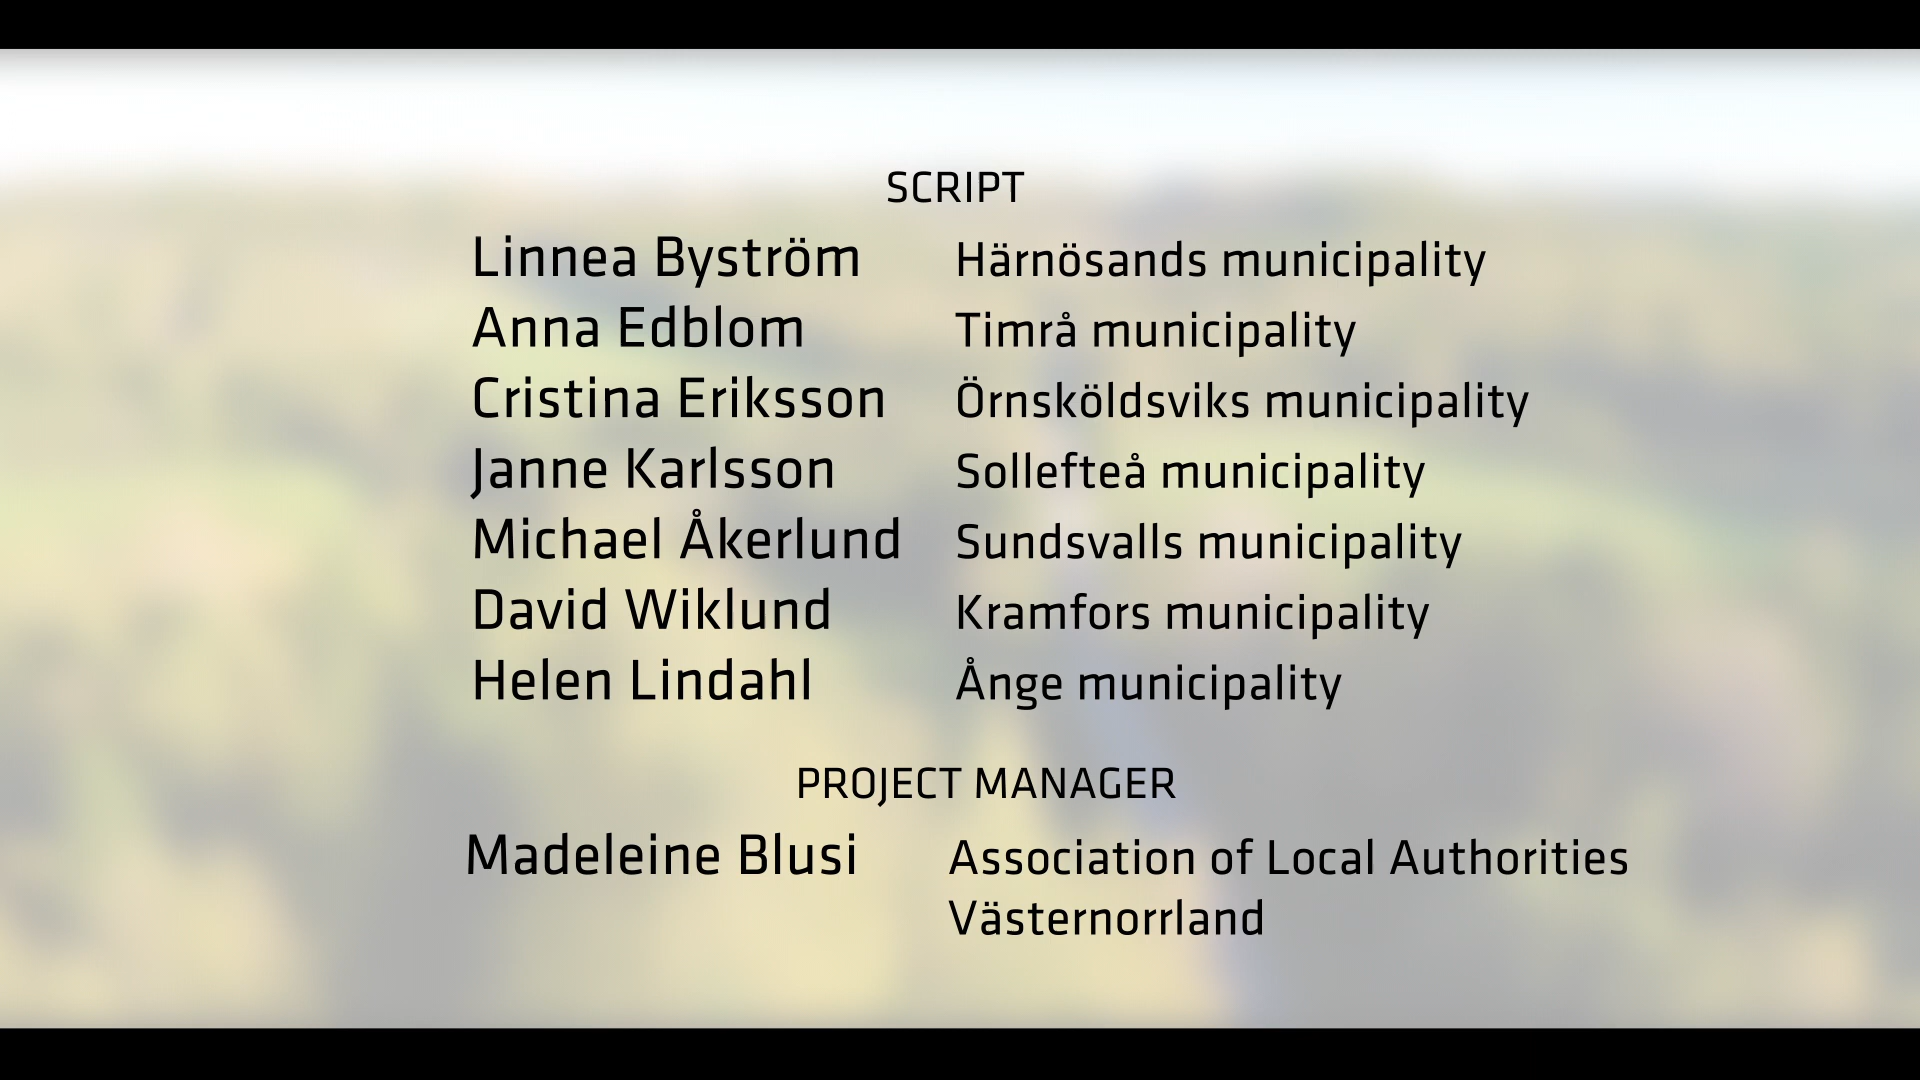 SCRIPT
Linnea Byström Härnösands municipality
Anna Edblom Timrå municipality
Cristina Eriksson Örnsköldsviks municipality
Janne Karlsson Sollefteå municipality
Michael Åkerlund Sundsvalls municipality
David Wiklund Kramfors municipality
Helen Lindahl Ånge municipality
PROJECT MANAGER
Madeleine Blusi Association of Local Authorities
Västernorrland